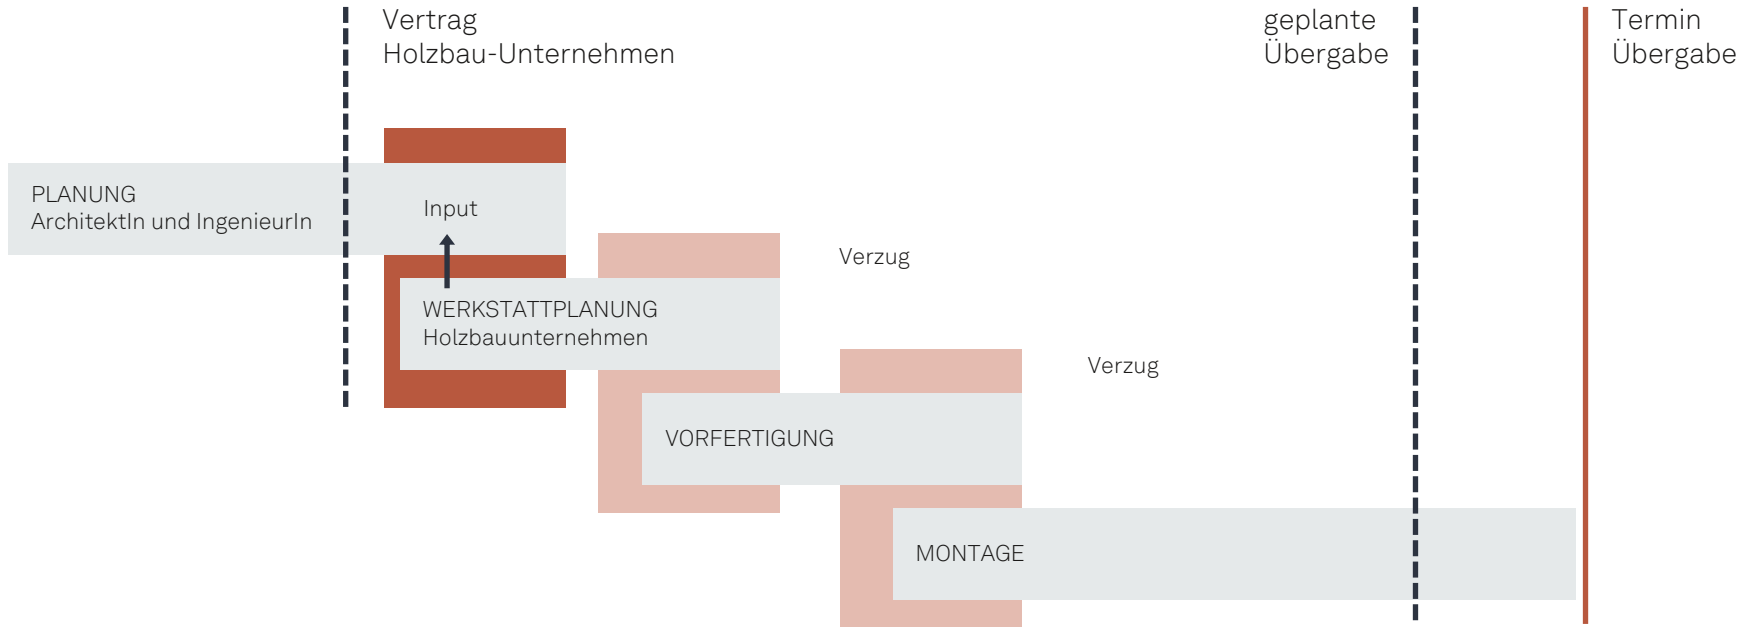 Vertrag
Holzbau-Unternehmen
geplante
Übergabe
Termin
Übergabe
PLANUNG
ArchitektIn und IngenieurIn
Input
Verzug
WERKSTATTPLANUNG
Holzbauunternehmen
Verzug
VORFERTIGUNG
MONTAGE